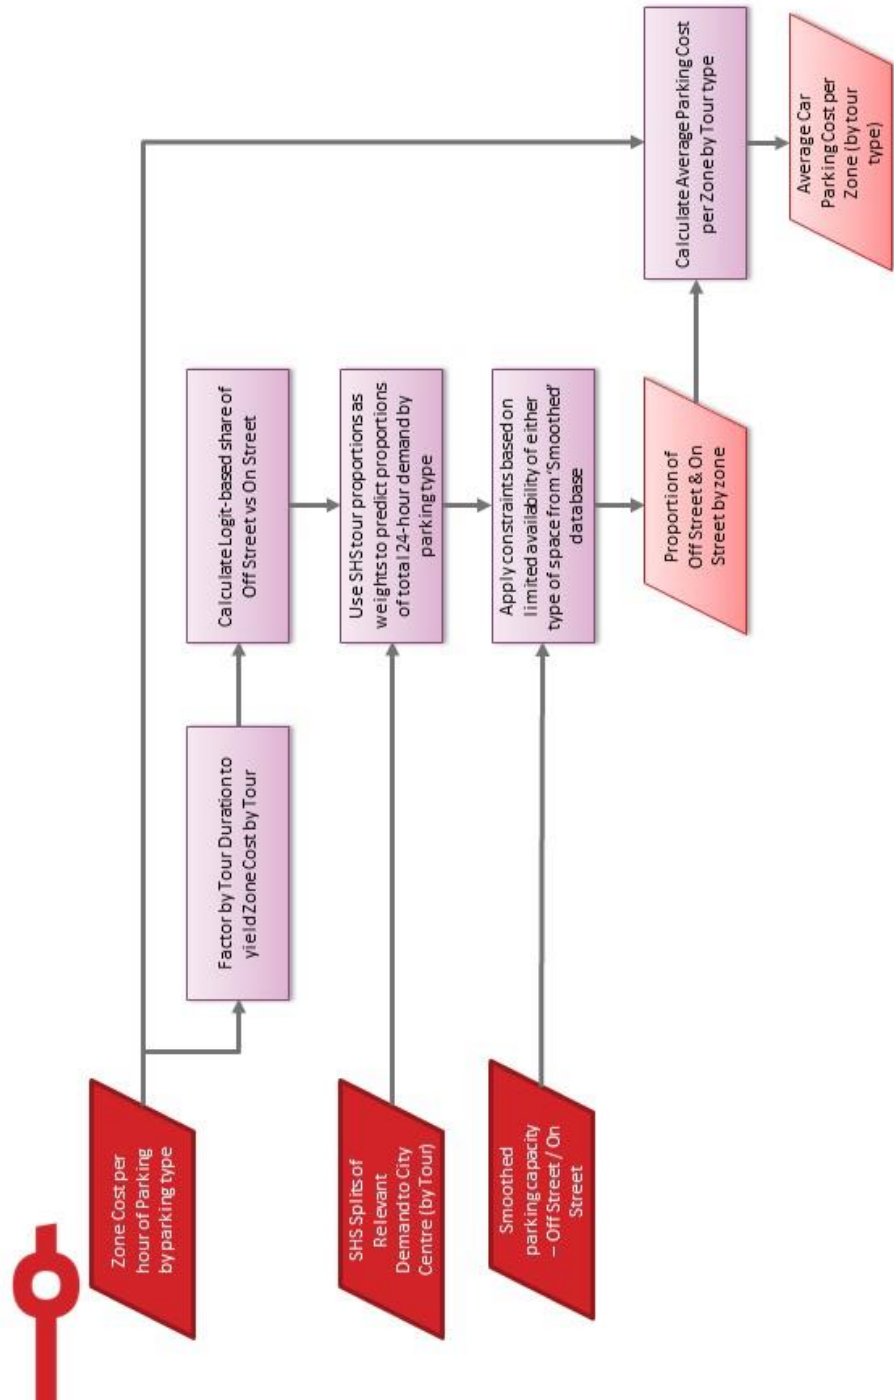 Zone Cost per
hour of Parking
by parking type
Factor by Tour Duration to
yield Zone Cost by Tour
Calculate Logit-based share of
Off Street vs On Street
SHS Splits of
Relevant
Demand to City
Centre (by Tour)
Use SHS tour proportions as
weights to predict proportions
of total 24-hour demand by
parking type
Smoothed
parking capacity
– Off Street / On
Street
Apply constraints based on
limited availability of either
type of space from ‘Smoothed’
database
Proportion of
Off Street & On
Street by zone
Calculate Average Parking Cost
per Zone by Tour type
Average Car
Parking Cost per
Zone (by tour
type)